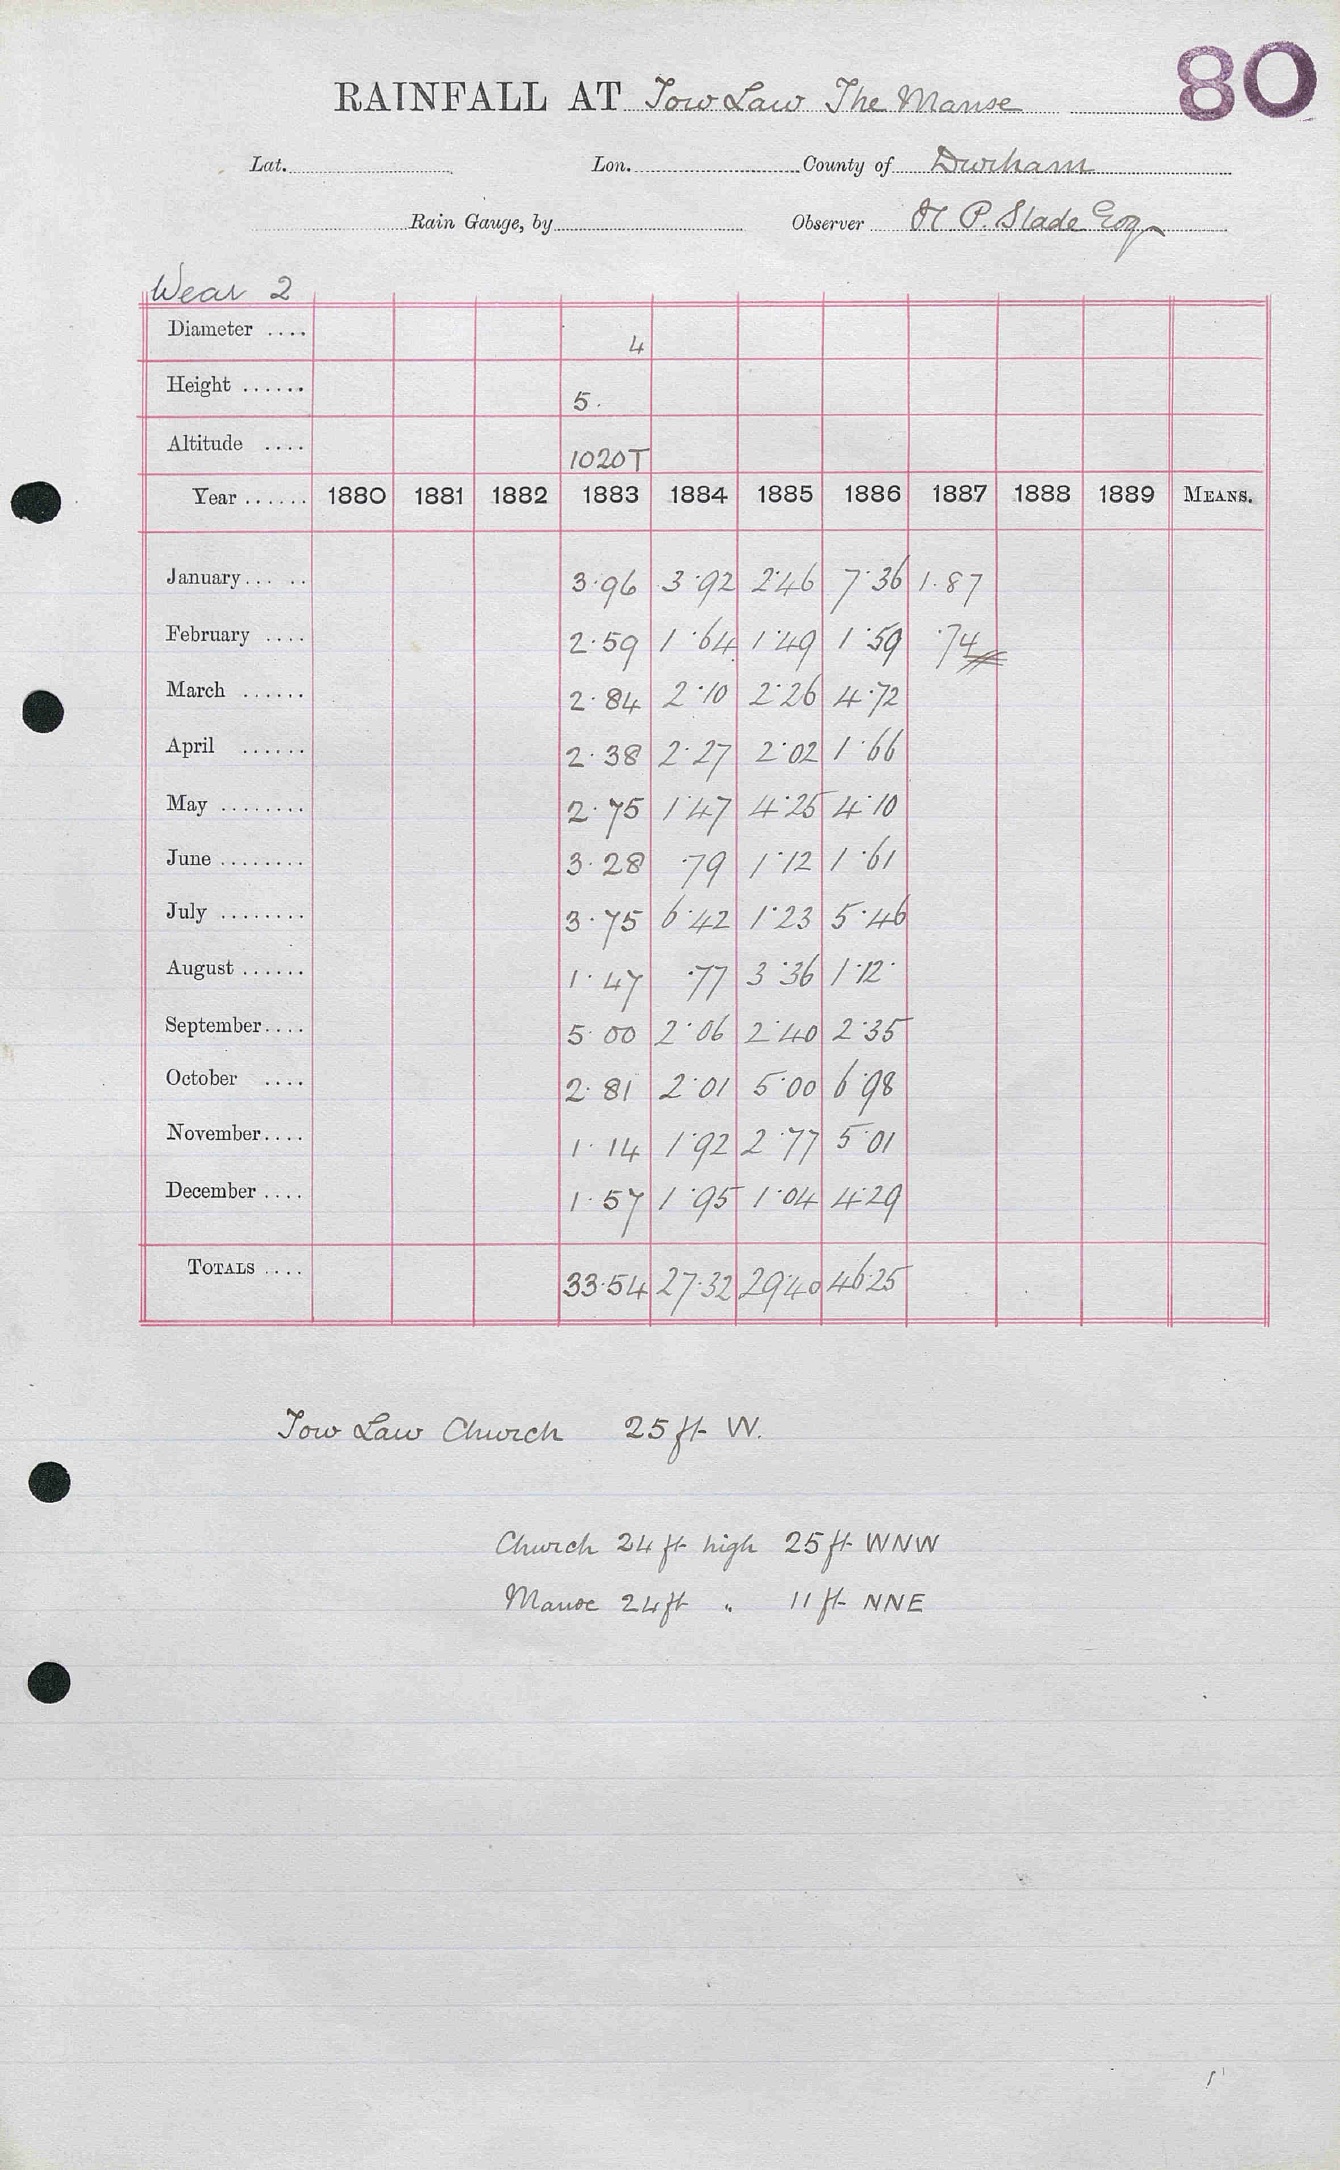 80
RAINFALL AT Tow Law The Manse
Lat. Lon. County of Durham
Rain Gauge, by Observer H P. Slade Esq
Wear 2
Diameter .... 4
Height ...... 5.
Altitude .... 1020T
Year ...... 1880 1881 1882 1883 1884 1885 1886 1887 1888 1889 MEANS.
January ... .. 3.96 3.92 2.46 7.36 1.87
February .... 2.59 1.64 1.49 1.59 .74
March ...... 2.84 2.10 2.26 4.72
April ...... 2.38 2.27 2.02 1.66
May ........ 2.75 1.47 4.25 4.10
June ........ 3.28 .79 1.12 1.61
July ........ 3.75 6.42 1.23 5.46
August ...... 1.47 .77 3.36 1.12
September .... 5.00 2.06 2.40 2.35
October .... 2.81 2.01 5.00 6.98
November .... 1.14 1.92 2.77 5.01
December .... 1.57 1.95 1.04 4.29
TOTALS .... 33.54 27.32 29.40 46.25
Tow Law Church 25 ft W.
Church 24 ft high 25 ft WNW
Manse 24 ft " 11 ft NNE